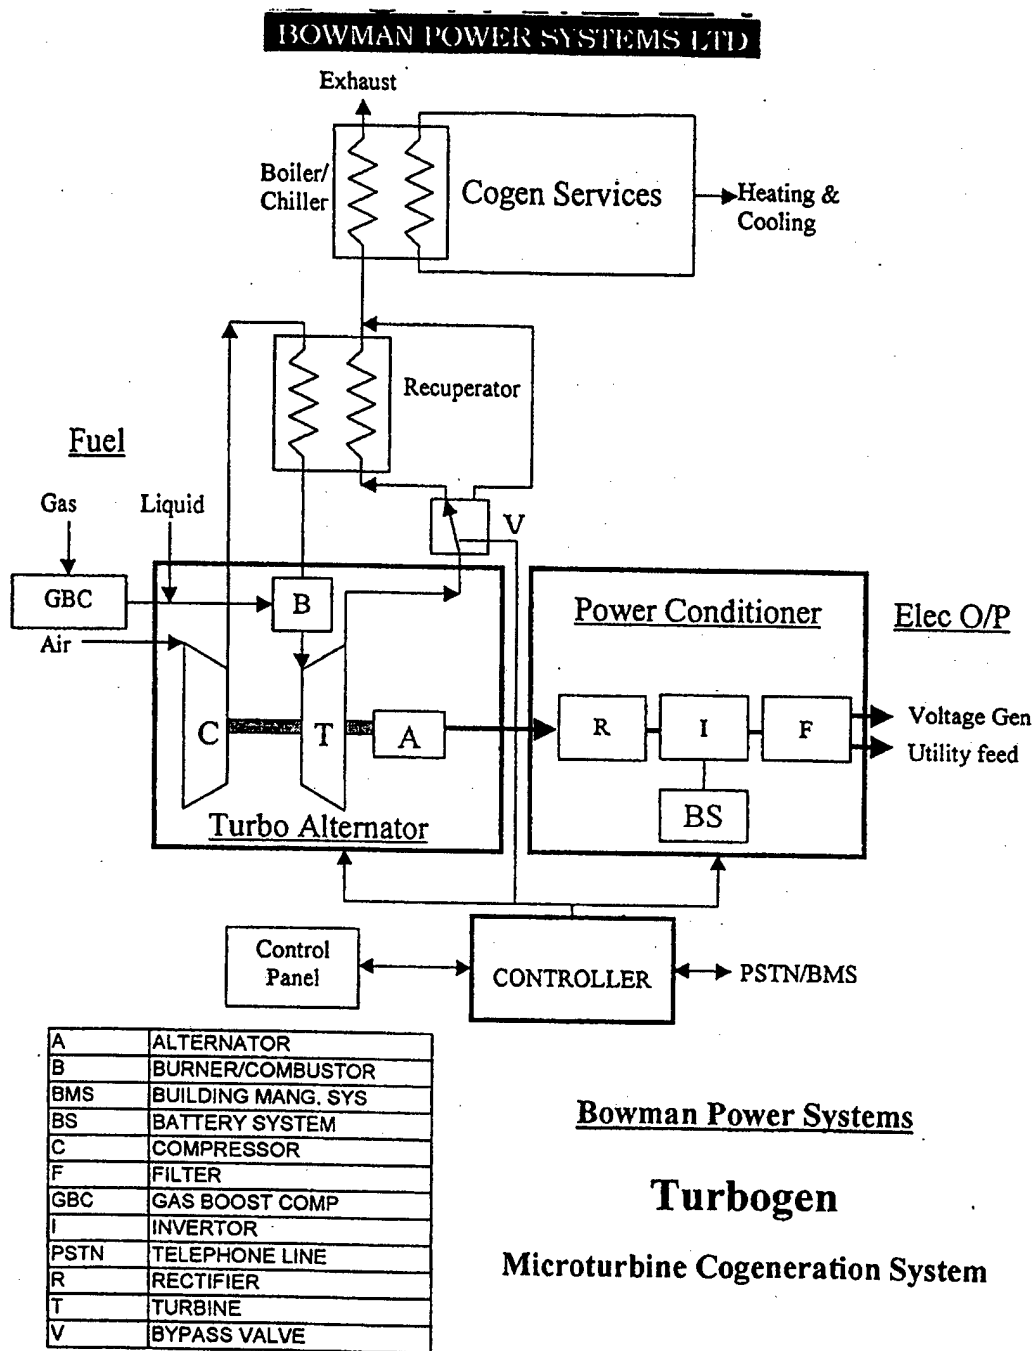 BOWMAN POWER SYSTEMS LTD
Exhaust
Boiler/
Chiller
Cogen Services
Heating &
Cooling
Recuperator
Fuel
Gas
Liquid
V
GBC
B
Power Conditioner
Elec O/P
Air
C
T
A
R
I
F
Voltage Gen
Utility feed
BS
Turbo Alternator
Control
Panel
CONTROLLER
PSTN/BMS
A ALTERNATOR
B BURNER/COMBUSTOR
BMS BUILDING MANG. SYS
BS BATTERY SYSTEM
C COMPRESSOR
F FILTER
GBC GAS BOOST COMP
I INVERTOR
PSTN TELEPHONE LINE
R RECTIFIER
T TURBINE
V BYPASS VALVE
Bowman Power Systems
Turbogen
Microturbine Cogeneration System